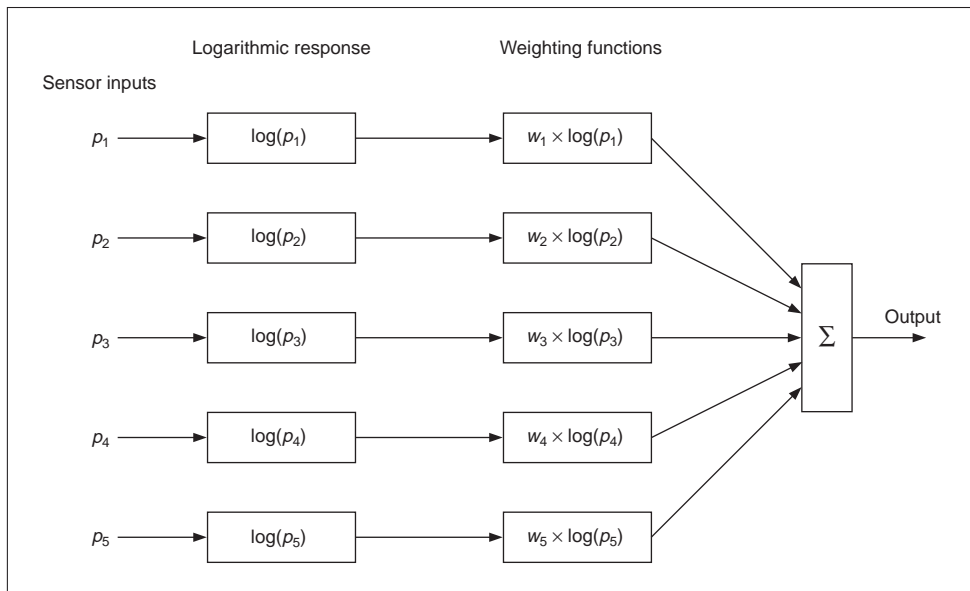 Logarithmic response
Weighting functions
Sensor inputs
p₁
log(p₁)
w₁ × log(p₁)
p₂
log(p₂)
w₂ × log(p₂)
p₃
log(p₃)
w₃ × log(p₃)
Σ
Output
p₄
log(p₄)
w₄ × log(p₄)
p₅
log(p₅)
w₅ × log(p₅)